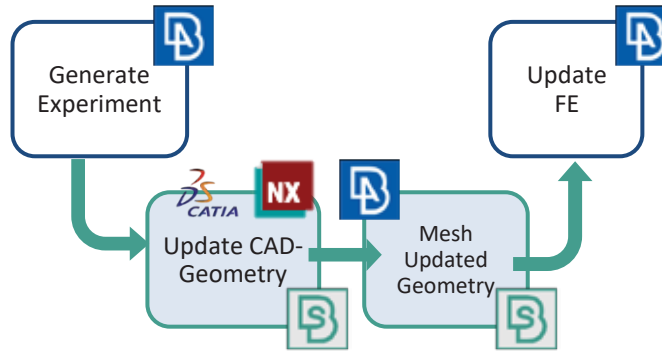 Generate
Experiment
Update
FE
CATIA
NX
Update CAD-
Geometry
Mesh
Updated
Geometry